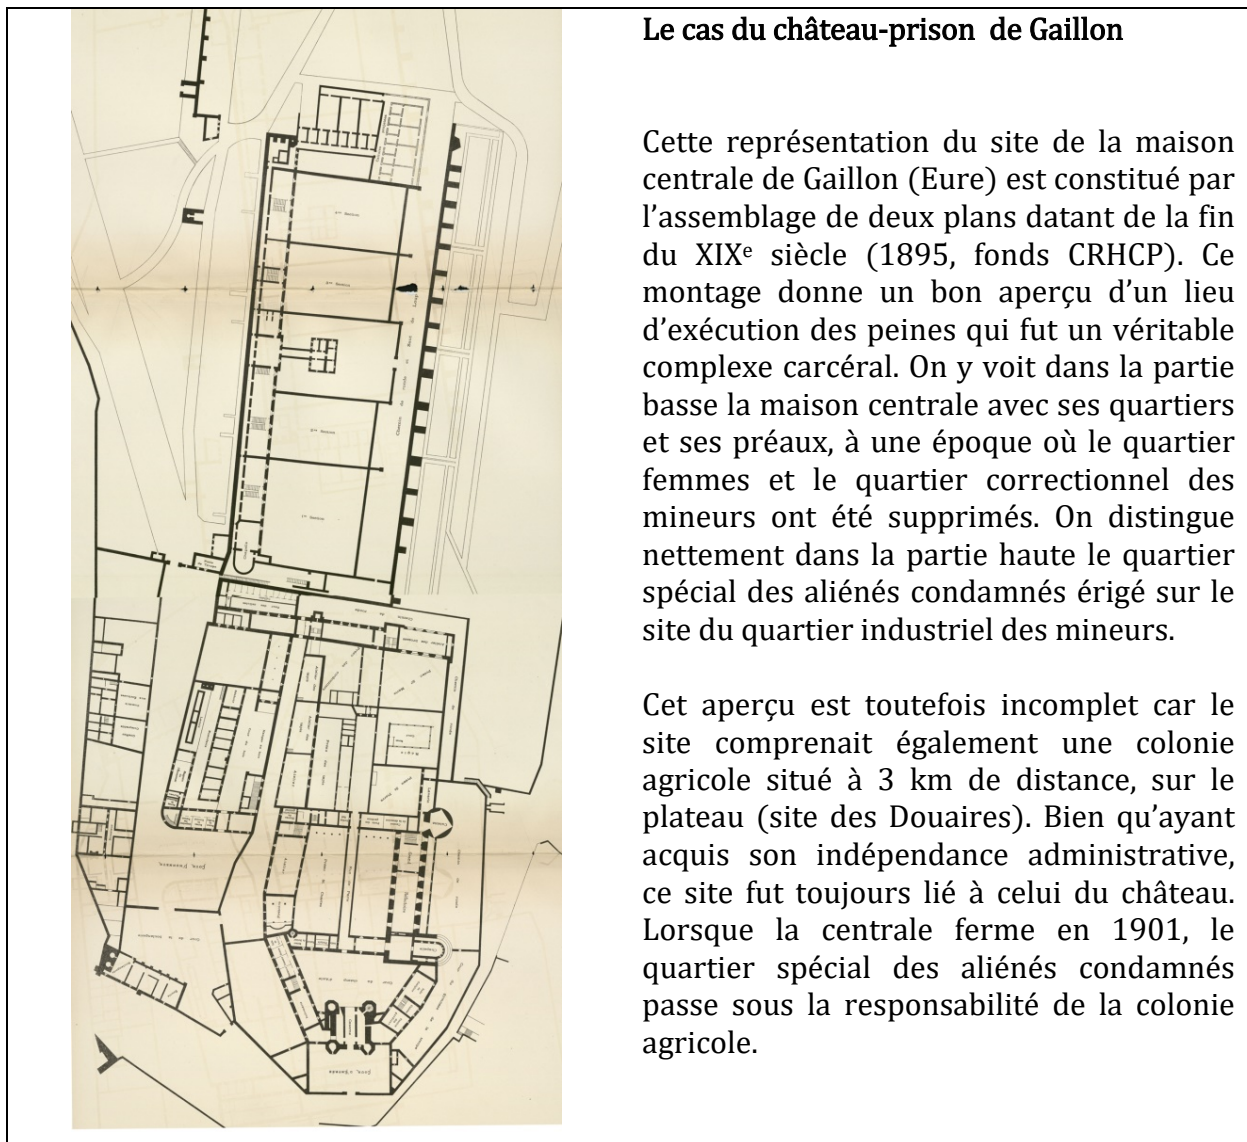 Le cas du château-prison de Gaillon
Cette représentation du site de la maison
centrale de Gaillon (Eure) est constitué par
l’assemblage de deux plans datant de la fin
du XIXᵉ siècle (1895, fonds CRHCP). Ce
montage donne un bon aperçu d’un lieu
d’exécution des peines qui fut un véritable
complexe carcéral. On y voit dans la partie
basse la maison centrale avec ses quartiers
et ses préaux, à une époque où le quartier
femmes et le quartier correctionnel des
mineurs ont été supprimés. On distingue
nettement dans la partie haute le quartier
spécial des aliénés condamnés érigé sur le
site du quartier industriel des mineurs.
Cet aperçu est toutefois incomplet car le
site comprenait également une colonie
agricole situé à 3 km de distance, sur le
plateau (site des Douaires). Bien qu’ayant
acquis son indépendance administrative,
ce site fut toujours lié à celui du château.
Lorsque la centrale ferme en 1901, le
quartier spécial des aliénés condamnés
passe sous la responsabilité de la colonie
agricole.